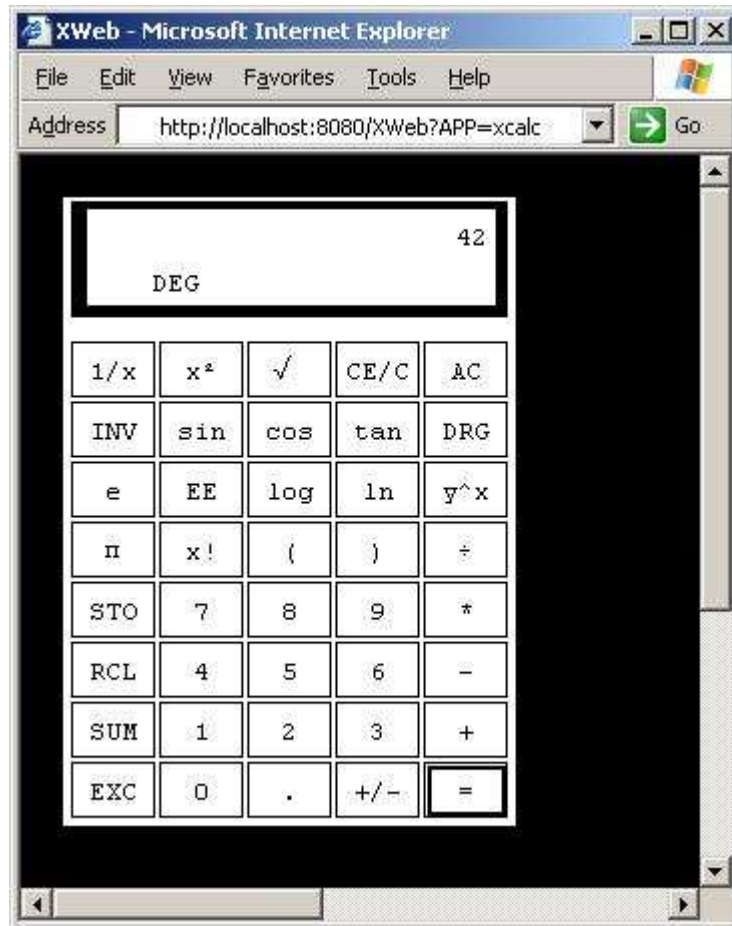 XWeb - Microsoft Internet Explorer
File Edit View Favorites Tools Help
Address http://localhost:8080/XWeb?APP=xcalc Go
42
DEG
1/x x² √ CE/C AC
INV sin cos tan DRG
e EE log ln y^x
π x! ( ) ÷
STO 7 8 9 *
RCL 4 5 6 -
SUM 1 2 3 +
EXC 0 . +/- =